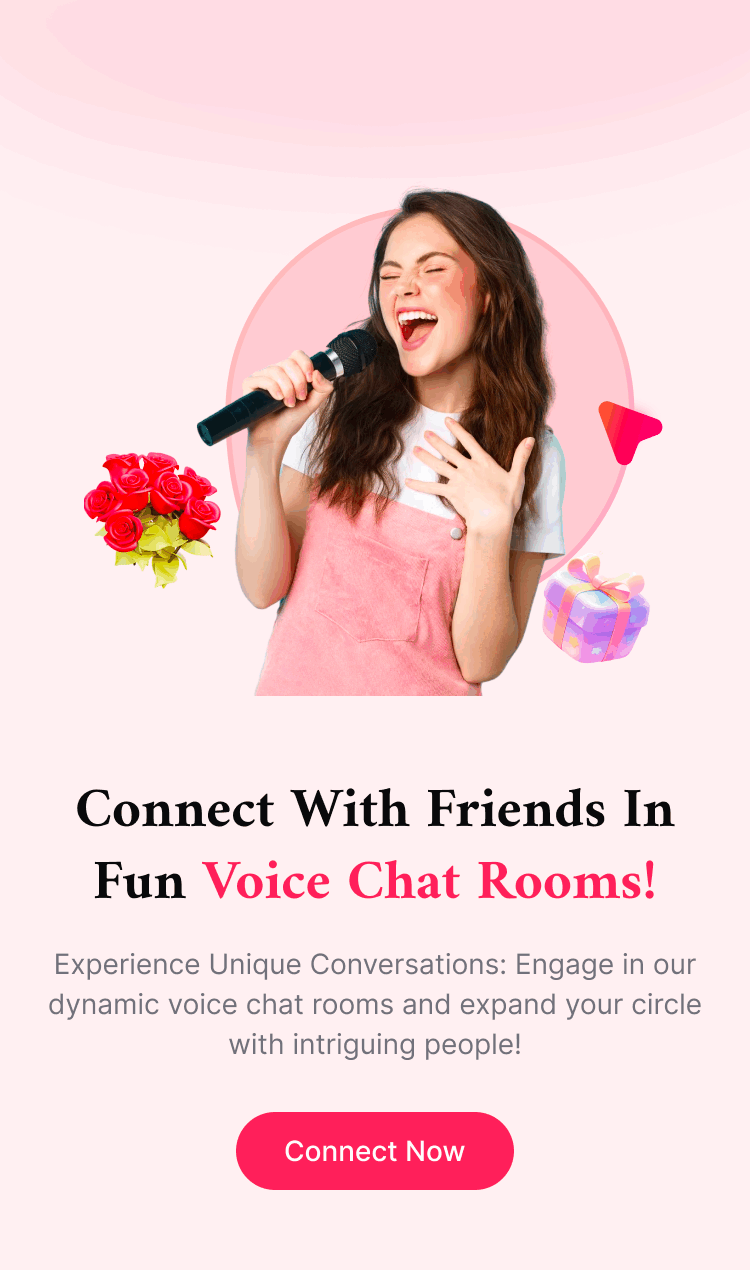 Connect With Friends In
Fun Voice Chat Rooms!
Experience Unique Conversations: Engage in our
dynamic voice chat rooms and expand your circle
with intriguing people!
Connect Now